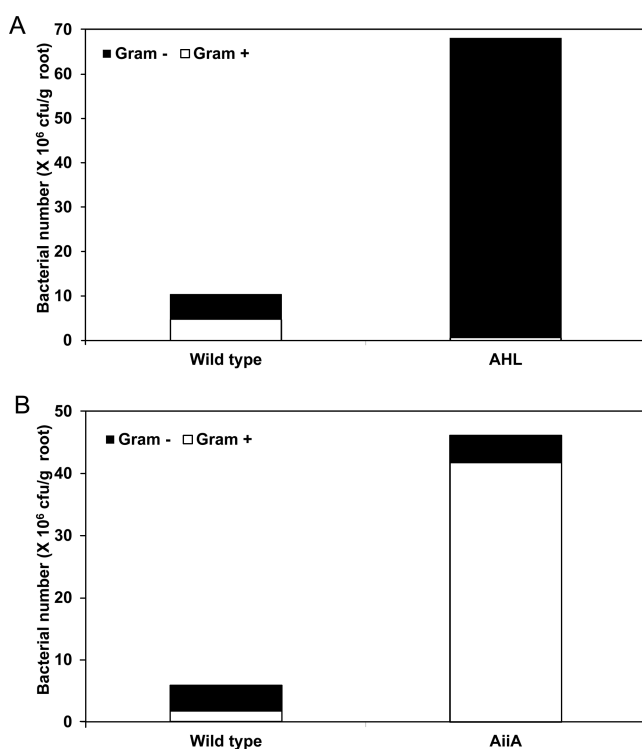 A
Bacterial number (X 10⁶ cfu/g root)
70
60
50
40
30
20
10
0
Gram - Gram +
Wild type AHL
B
Bacterial number (X 10⁶ cfu/g root)
50
40
30
20
10
0
Gram - Gram +
Wild type AiiA